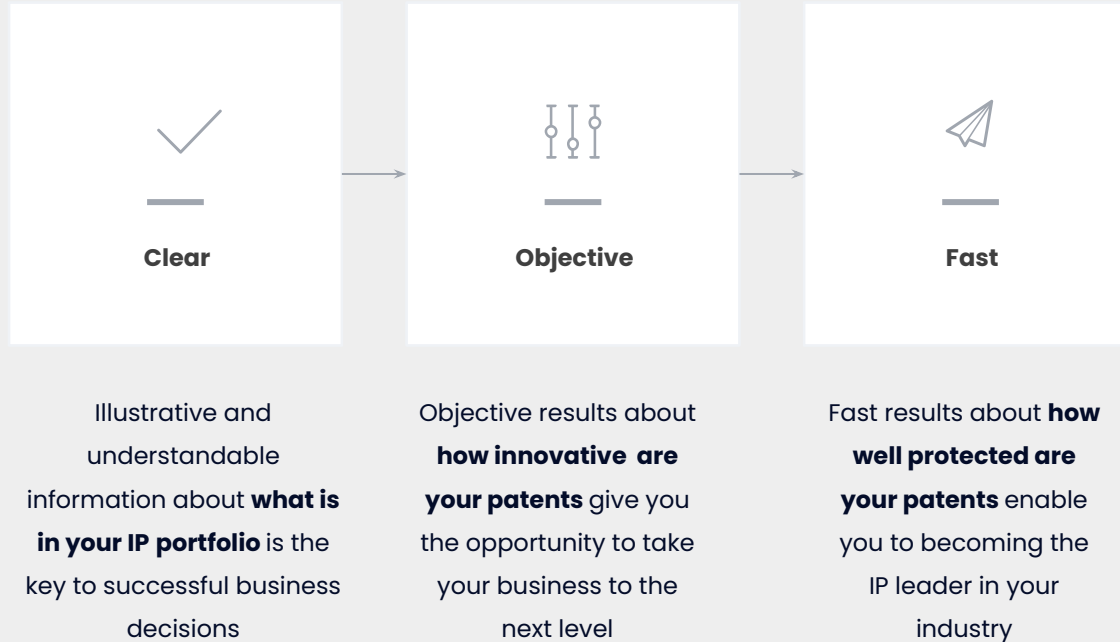 Clear
Objective
Fast
Illustrative and
understandable
information about what is
in your IP portfolio is the
key to successful business
decisions
Objective results about
how innovative  are
your patents give you
the opportunity to take
your business to the
next level
Fast results about how
well protected are
your patents enable
you to becoming the
IP leader in your
industry